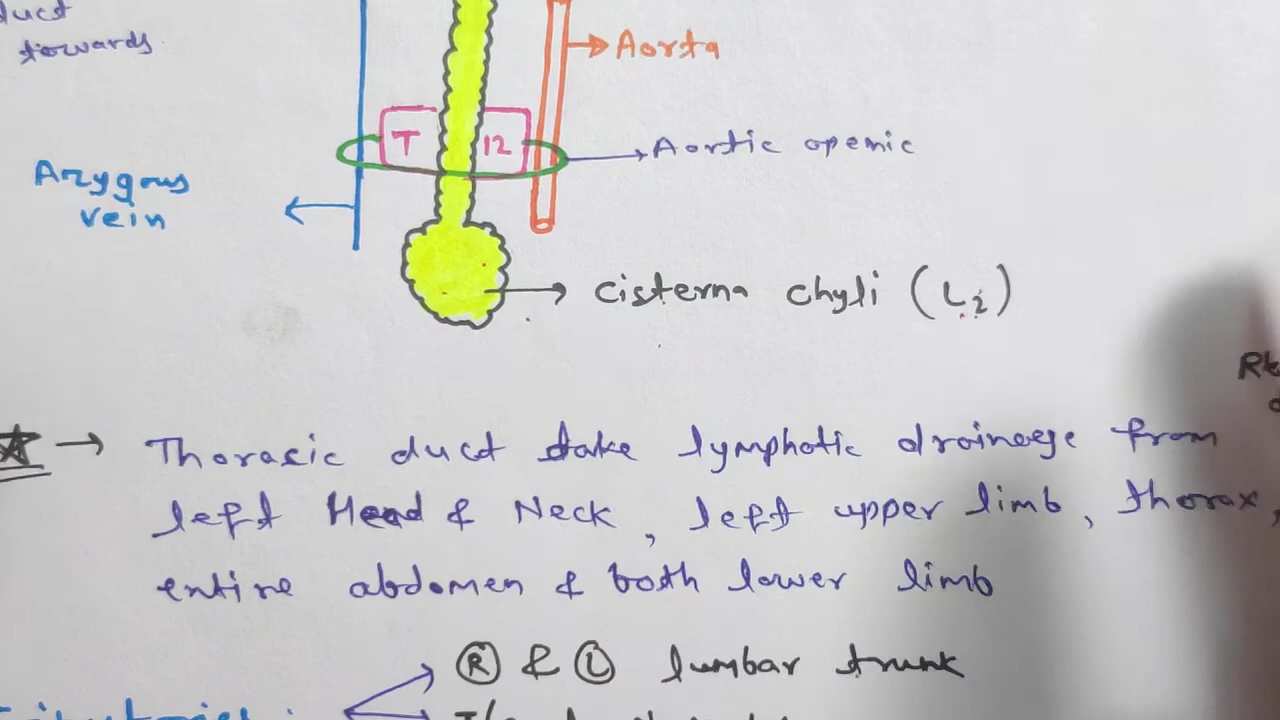 duct
towards
Aorta
T 12
Aortic openic
Azygous
vein
Cisterna chyli (L2)
→ Thoracic duct take lymphatic draineege from
left Head & Neck, left upper limb, thorax,
entire abdomen & both lower limb
Ⓡ & Ⓛ lumbar trunk